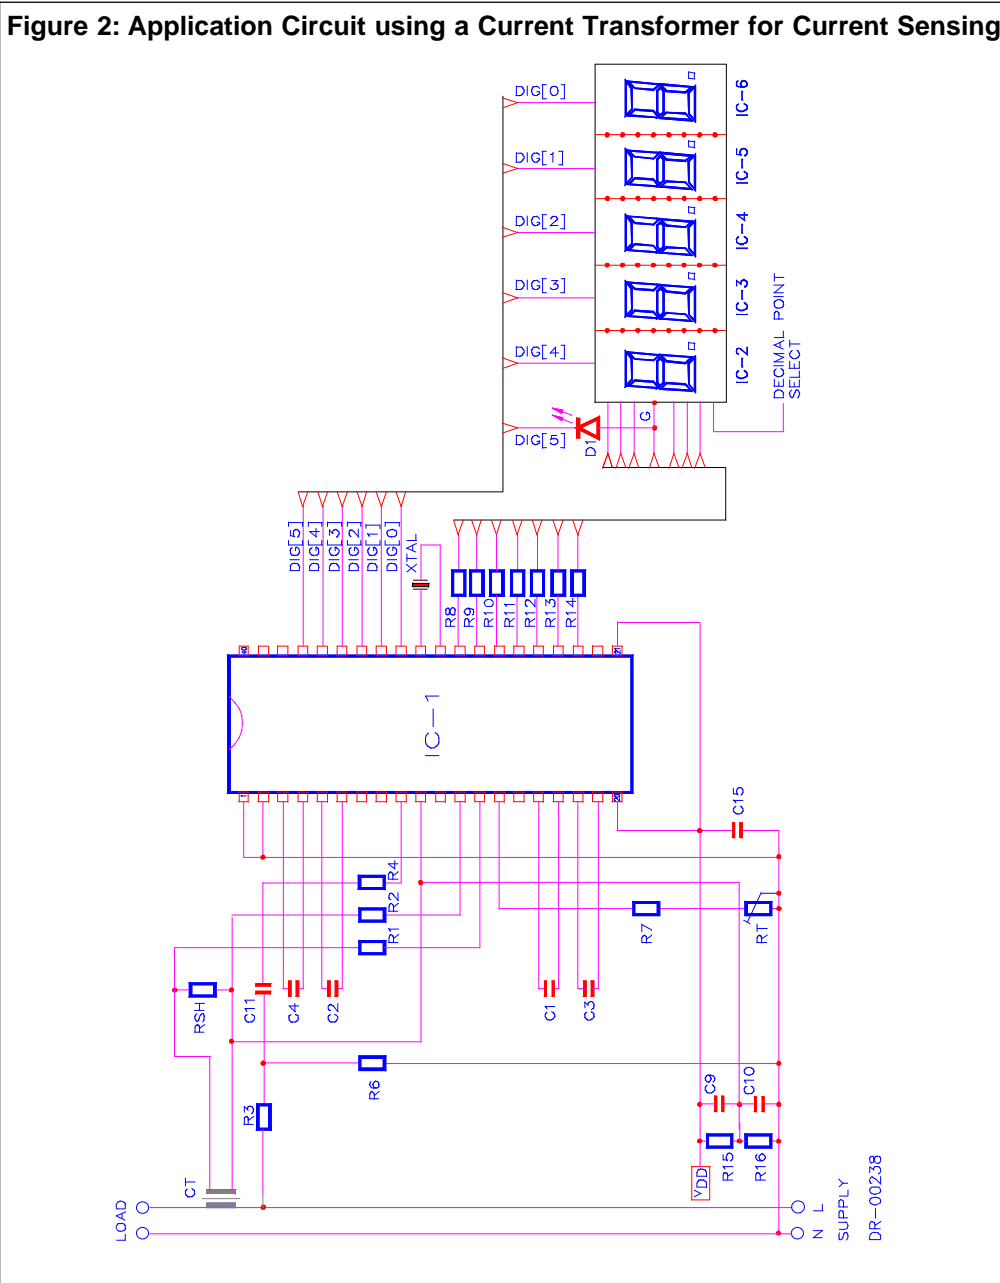 Figure 2: Application Circuit using a Current Transformer for Current Sensing
DIG[0]
IC-6
DIG[1]
IC-5
DIG[2]
IC-4
DIG[3]
IC-3
DIG[4]
IC-2
DECIMAL POINT
SELECT
DIG[5]
D1
G
DIG[5]
DIG[4]
DIG[3]
DIG[2]
DIG[1]
DIG[0]
XTAL
R8
R9
R10
R11
R12
R13
R14
40
21
IC-1
1
20
C15
R4
R2
R1
R7
RT
RSH
C11
C4
C2
C1
C3
R6
R3
C9
C10
R15
R16
VDD
CT
LOAD
L
N
SUPPLY
DR-00238